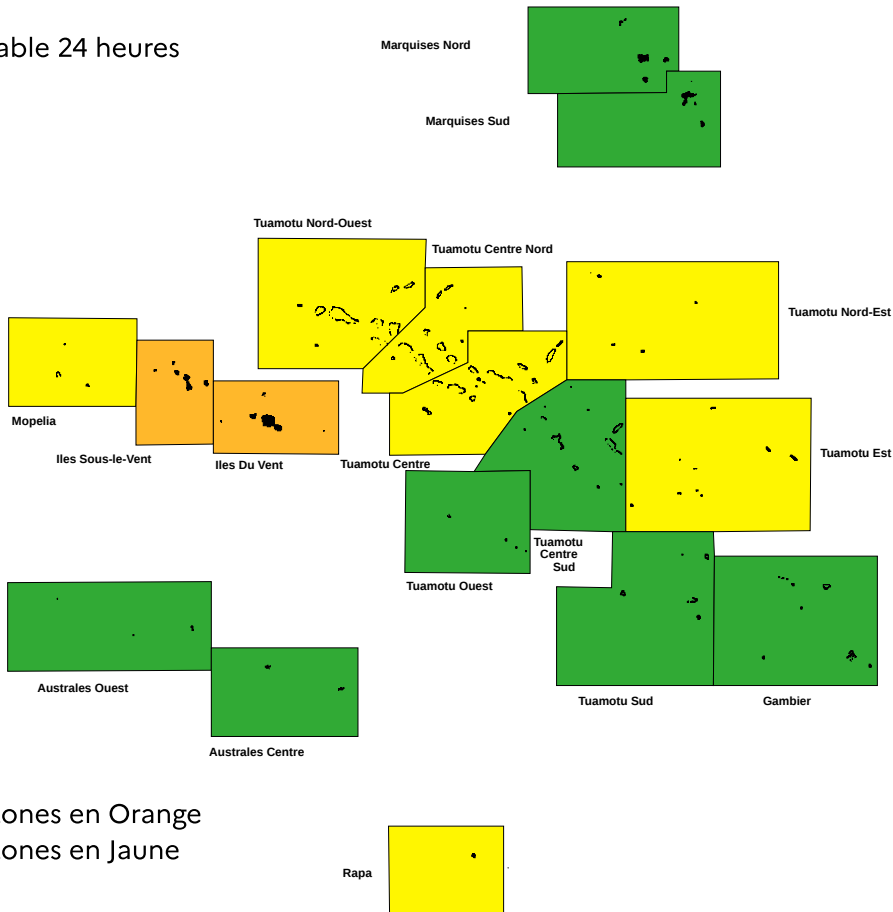 able 24 heures
Marquises Nord
Marquises Sud
Tuamotu Nord-Ouest
Tuamotu Centre Nord
Tuamotu Nord-Est
Mopelia
Iles Sous-le-Vent
Iles Du Vent
Tuamotu Centre
Tuamotu Est
Tuamotu
Centre
Sud
Tuamotu Ouest
Australes Ouest
Tuamotu Sud
Gambier
Australes Centre
ones en Orange
ones en Jaune
Rapa